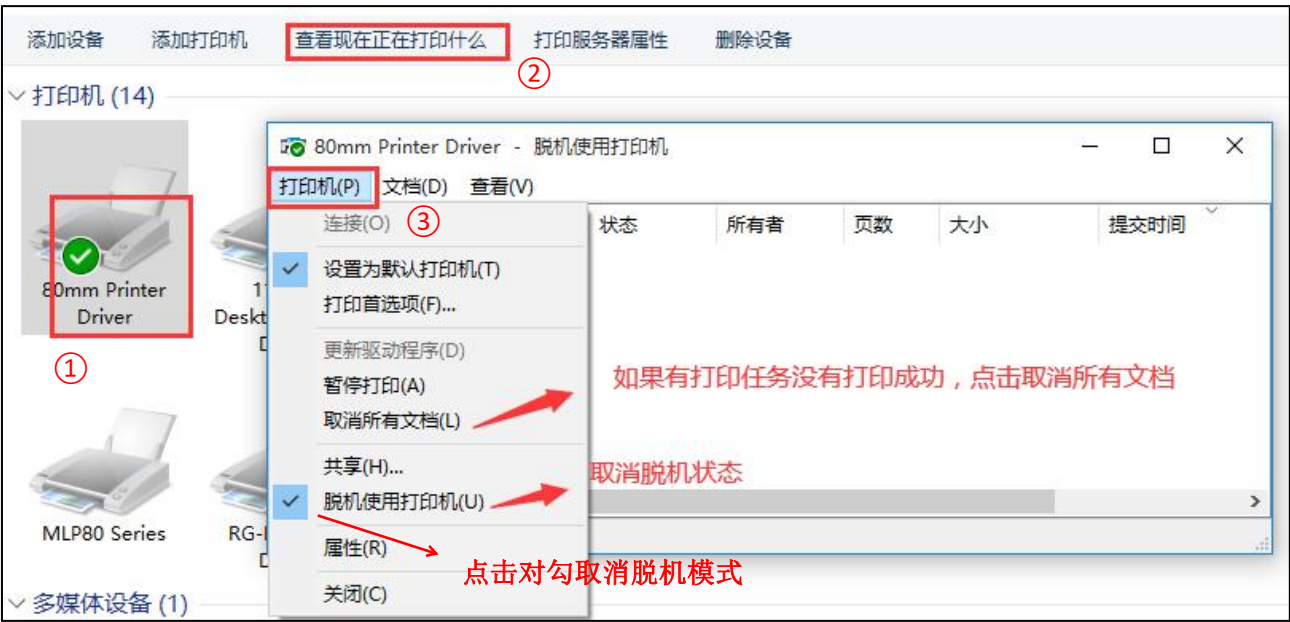 添加设备 添加打印机 查看现在正在打印什么 打印服务器属性 删除设备
②
打印机 (14)
80mm Printer Driver - 脱机使用打印机
打印机(P) 文档(D) 查看(V)
连接(O) ③ 状态 所有者 页数 大小 提交时间
设置为默认打印机(T)
80mm Printer
Driver
Deskt
打印首选项(F)...
①
更新驱动程序(D)
暂停打印(A)
如果有打印任务没有打印成功，点击取消所有文档
取消所有文档(L)
共享(H)...
取消脱机状态
脱机使用打印机(U)
MLP80 Series
属性(R)
点击对勾取消脱机模式
关闭(C)
多媒体设备 (1)